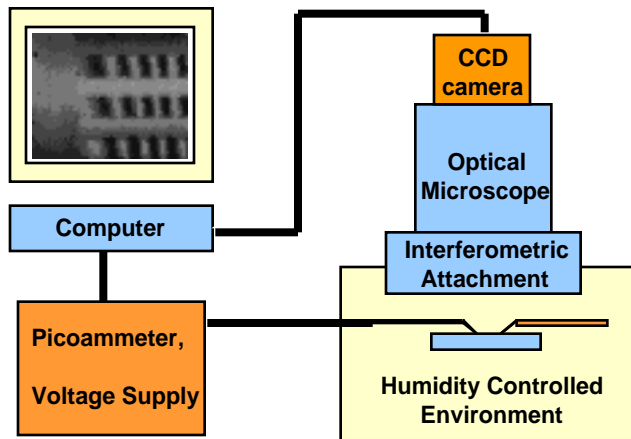 CCD
camera
Optical
Microscope
Computer
Interferometric
Attachment
Picoammeter,
Voltage Supply
Humidity Controlled
Environment